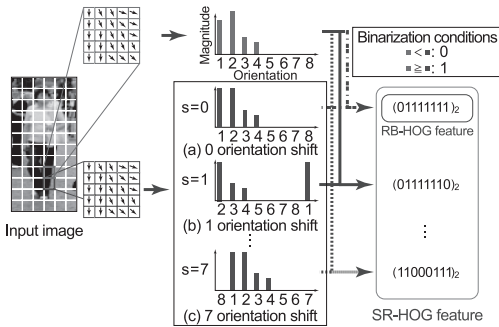 Magnitude
1 2 3 4 5 6 7 8
Orientation
Binarization conditions
< : 0
≧ : 1
s=0
1 2 3 4 5 6 7 8
(a) 0 orientation shift
s=1
2 3 4 5 6 7 8 1
(b) 1 orientation shift
⋮
s=7
8 1 2 3 4 5 6 7
(c) 7 orientation shift
Input image
(01111111)₂
RB-HOG feature
(01111110)₂
⋮
(11000111)₂
SR-HOG feature